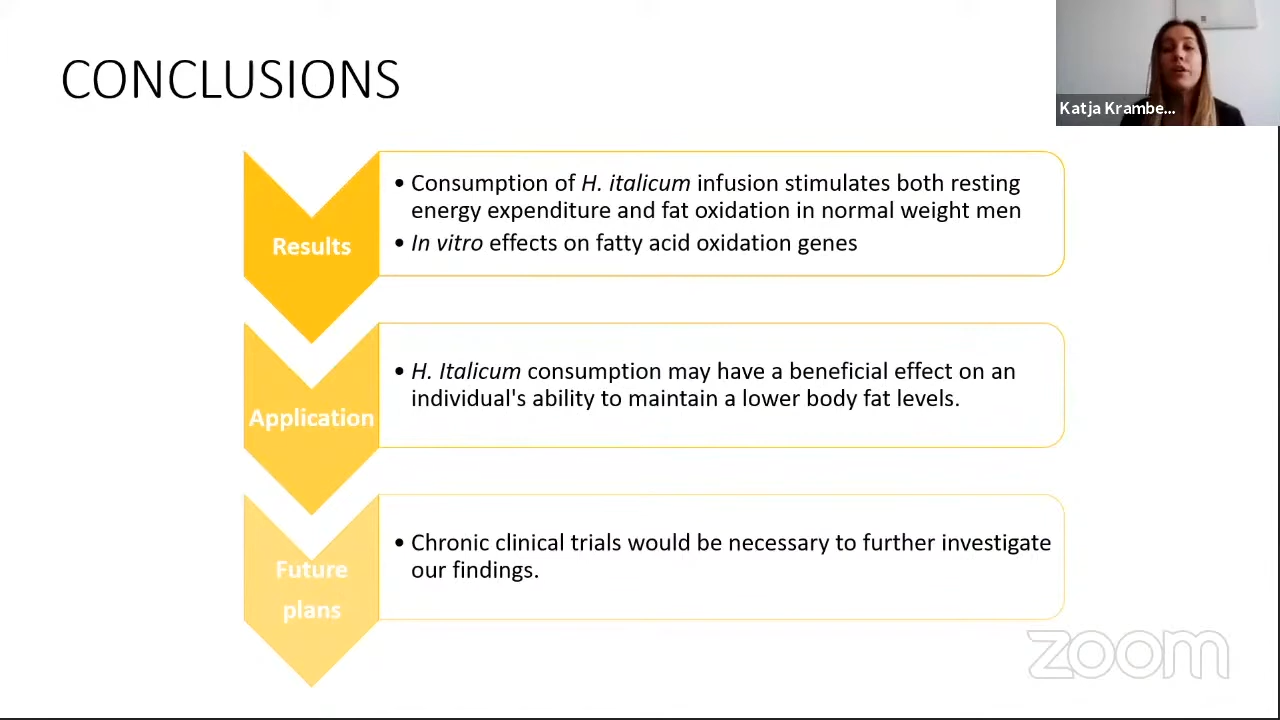 CONCLUSIONS
Katja Krambe...
Results
• Consumption of H. italicum infusion stimulates both resting
energy expenditure and fat oxidation in normal weight men
• In vitro effects on fatty acid oxidation genes
Application
• H. Italicum consumption may have a beneficial effect on an
individual's ability to maintain a lower body fat levels.
Future
plans
• Chronic clinical trials would be necessary to further investigate
our findings.
zoom